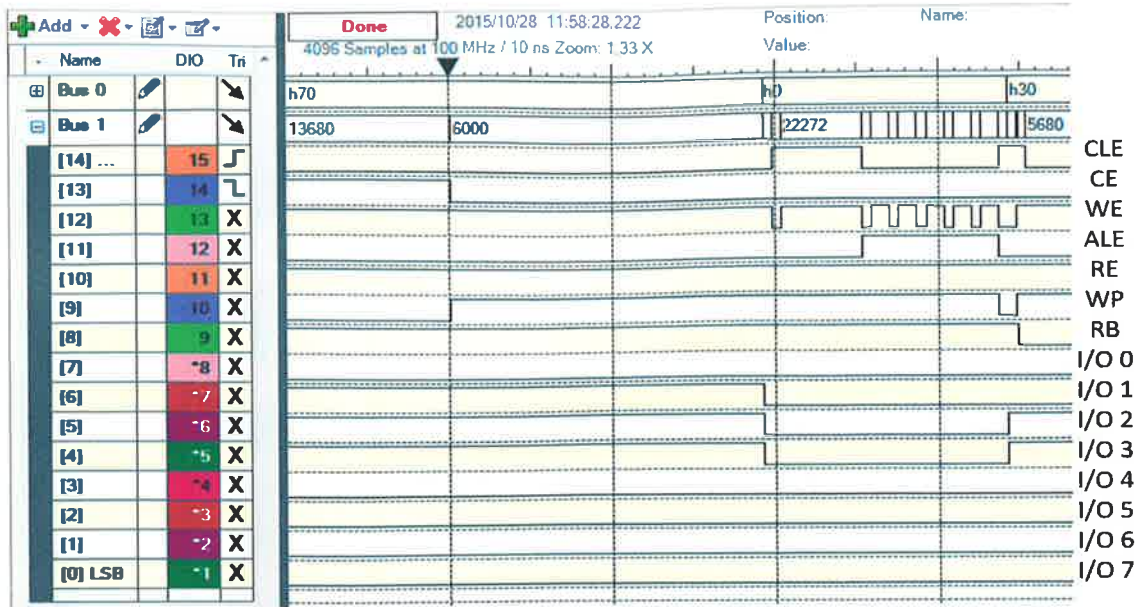 Add
Done
2015/10/28 11:58:28.222
Position:
Name:
4096 Samples at 100 MHz / 10 ns Zoom: 1.33 X
Value:
- Name DIO Tri
Bus 0 h70 h0 h30
Bus 1 13680 6000 22272 5680
[14] ... 15 CLE
[13] 14 CE
[12] 13 X WE
[11] 12 X ALE
[10] 11 X RE
[9] 10 X WP
[8] 9 X RB
[7] *8 X I/O 0
[6] *7 X I/O 1
[5] *6 X I/O 2
[4] *5 X I/O 3
[3] *4 X I/O 4
[2] *3 X I/O 5
[1] *2 X I/O 6
[0] LSB *1 X I/O 7